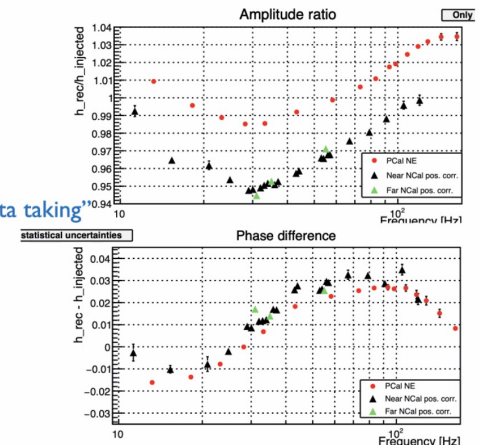 Amplitude ratio
Only
h_rec/h_injected
1.04
1.03
1.02
1.01
1
0.99
0.98
0.97
0.96
0.95
0.94
PCal NE
Near NCal pos. corr.
Far NCal pos. corr.
10
10²
Frequency [Hz]
ta taking”
statistical uncertainties
Phase difference
h_rec - h_injected
0.04
0.03
0.02
0.01
0
−0.01
−0.02
−0.03
PCal NE
Near NCal pos. corr.
Far NCal pos. corr.
10
10²
Frequency [Hz]